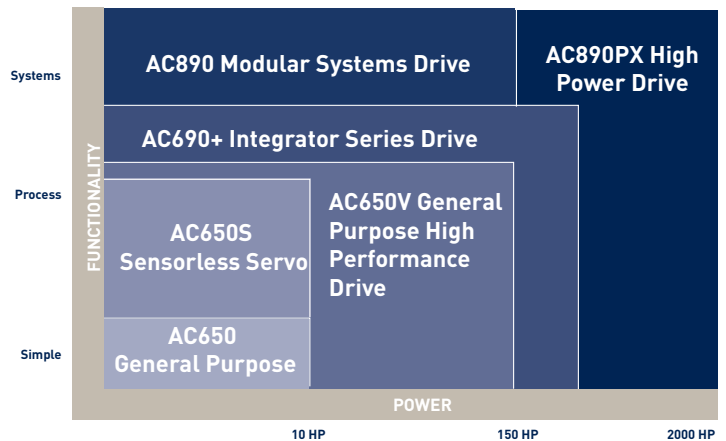 Systems
AC890 Modular Systems Drive
AC890PX High
Power Drive
AC690+ Integrator Series Drive
FUNCTIONALITY
Process
AC650V General
Purpose High
Performance
Drive
AC650S
Sensorless Servo
Simple
AC650
General Purpose
POWER
10 HP
150 HP
2000 HP